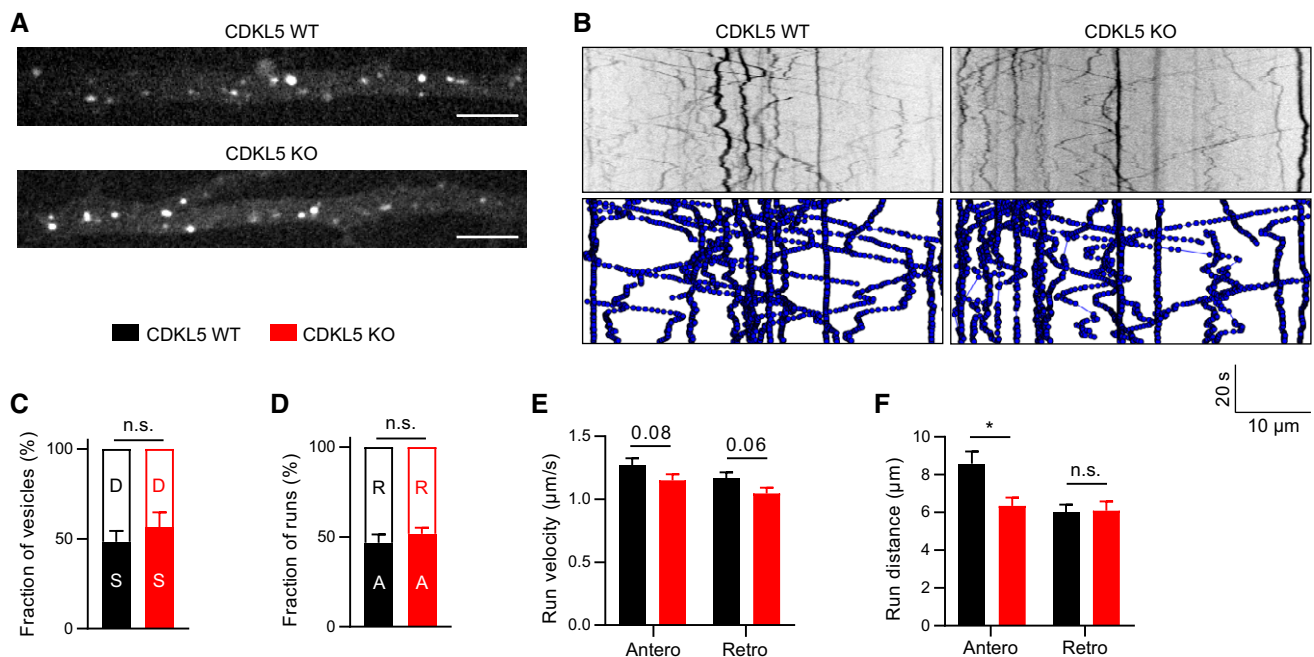 A
CDKL5 WT
CDKL5 KO
CDKL5 WT
CDKL5 KO
B
CDKL5 WT
CDKL5 KO
20 s
10 µm
C
n.s.
Fraction of vesicles (%)
100
50
0
D
D
S
S
D
n.s.
Fraction of runs (%)
100
50
0
R
R
A
A
E
Run velocity (µm/s)
1.5
1.0
0.5
0.0
0.08
0.06
Antero
Retro
F
Run distance (µm)
10
8
6
4
2
0
*
n.s.
Antero
Retro